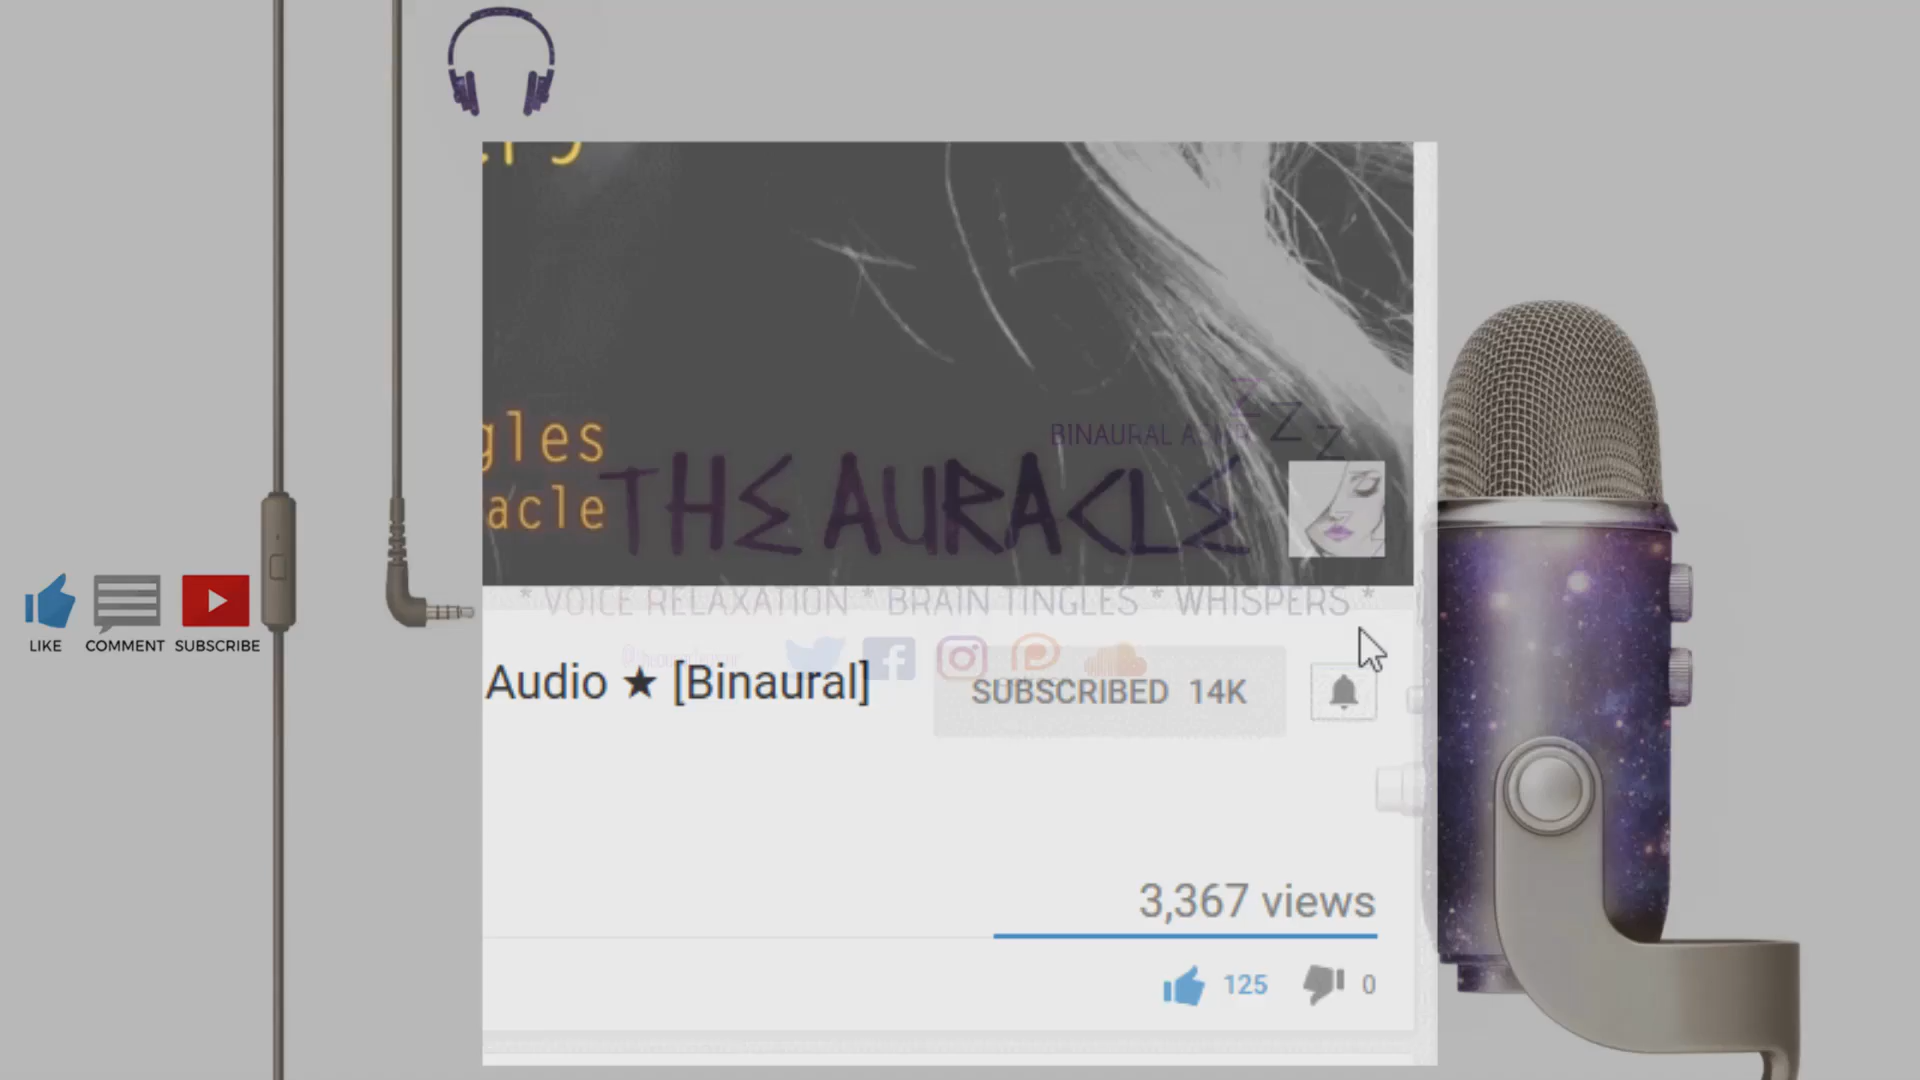 gles
acle
BINAURAL ASMR
Z Z Z
THE AURACLE
* VOICE RELAXATION * BRAIN TINGLES * WHISPERS *
LIKE COMMENT SUBSCRIBE
Audio ★ [Binaural]
SUBSCRIBED 14K
3,367 views
125 0